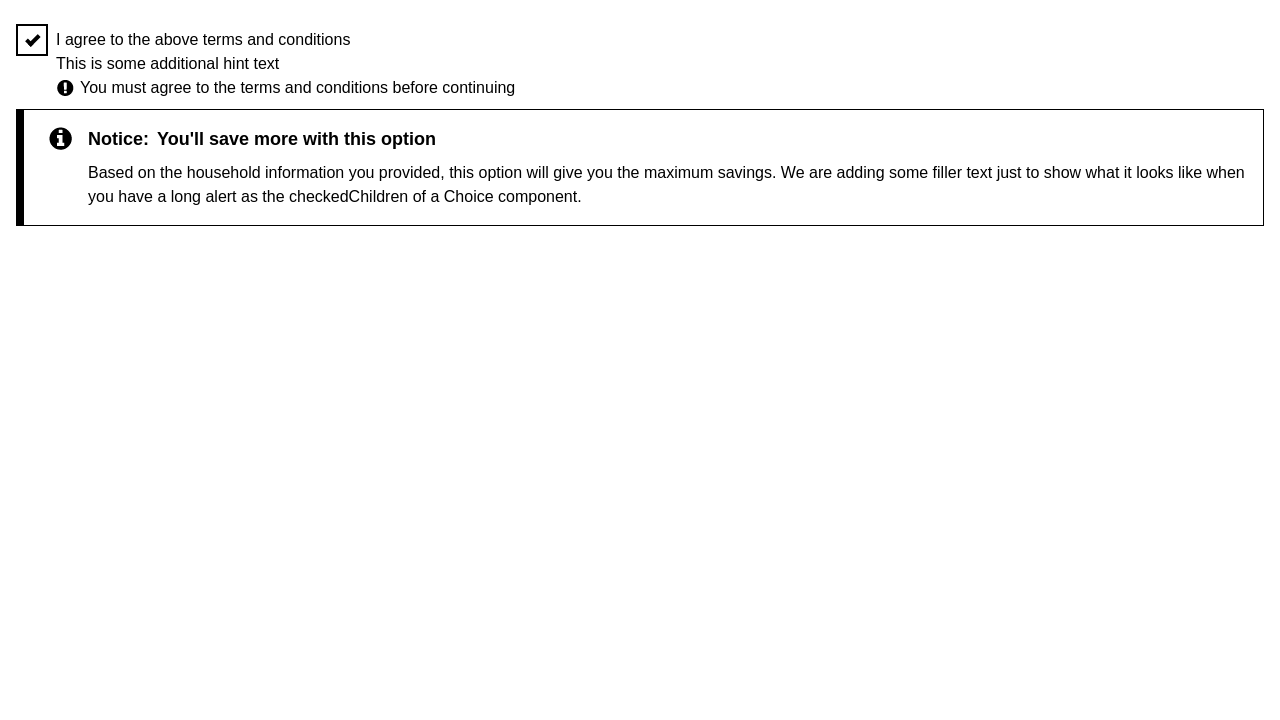 I agree to the above terms and conditions
This is some additional hint text
You must agree to the terms and conditions before continuing
Notice: You'll save more with this option
Based on the household information you provided, this option will give you the maximum savings. We are adding some filler text just to show what it looks like when
you have a long alert as the checkedChildren of a Choice component.